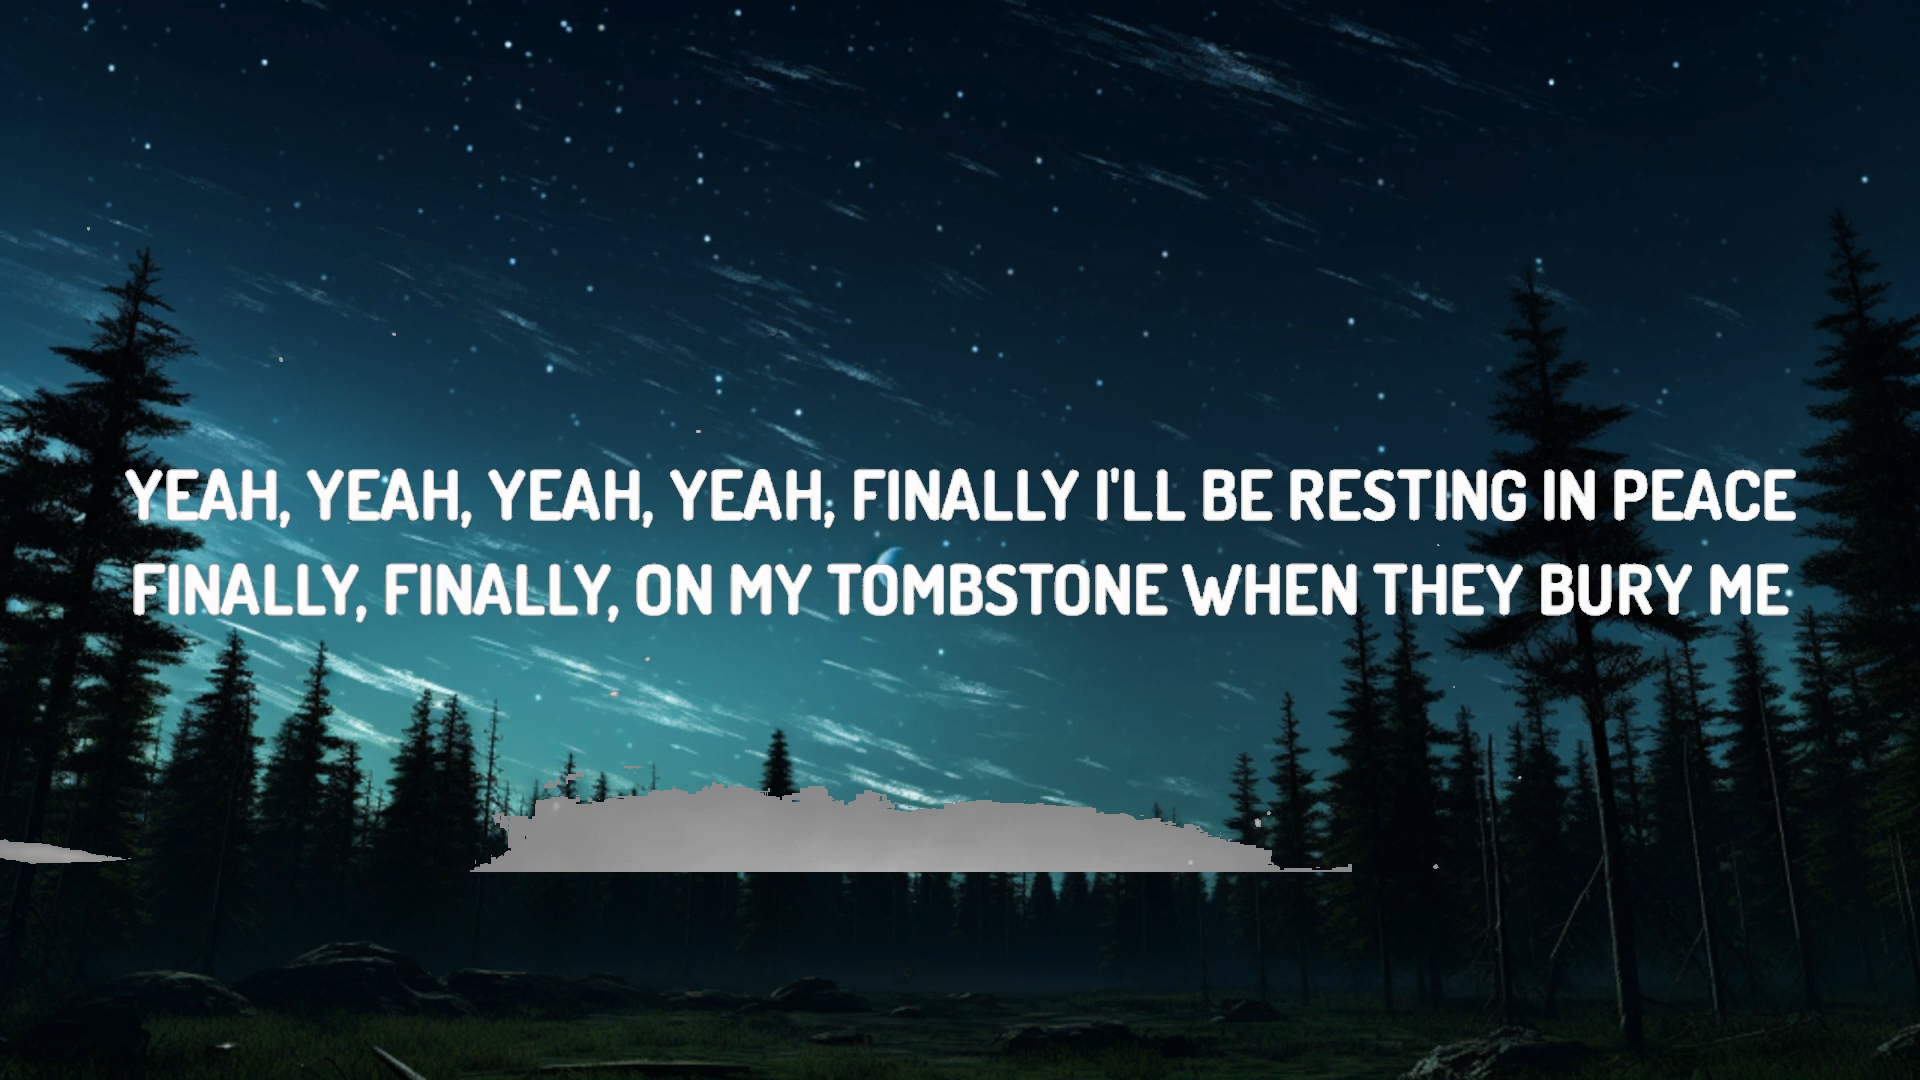 YEAH, YEAH, YEAH, YEAH, FINALLY I'LL BE RESTING IN PEACE
FINALLY, FINALLY, ON MY TOMBSTONE WHEN THEY BURY ME